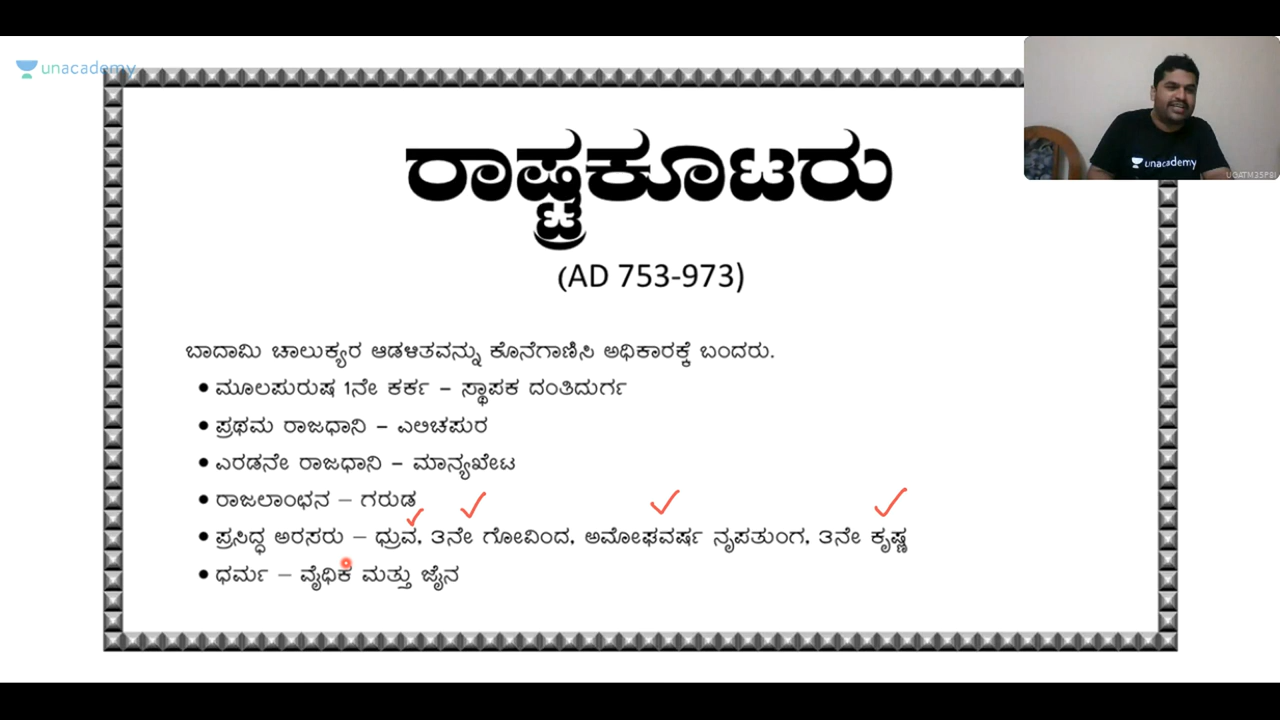 unacademy
ರಾಷ್ಟ್ರಕೂಟರು
unacademy
UGATM35P8I
(AD 753-973)
ಬಾದಾಮಿ ಚಾಲುಕ್ಯರ ಆಡಳಿತವನ್ನು ಕೊನೆಗಾಣಿಸಿ ಅಧಿಕಾರಕ್ಕೆ ಬಂದರು.
• ಮೂಲಪುರುಷ 1ನೇ ಕರ್ಕ – ಸ್ಥಾಪಕ ದಂತಿದುರ್ಗ
• ಪ್ರಥಮ ರಾಜಧಾನಿ – ಎಲಿಚಪುರ
• ಎರಡನೇ ರಾಜಧಾನಿ – ಮಾನ್ಯಖೇಟ
• ರಾಜಲಾಂಛನ – ಗರುಡ
• ಪ್ರಸಿದ್ಧ ಅರಸರು – ಧ್ರುವ, 3ನೇ ಗೋವಿಂದ, ಅಮೋಘವರ್ಷ ನೃಪತುಂಗ, 3ನೇ ಕೃಷ್ಣ
• ಧರ್ಮ – ವೈಧಿಕ ಮತ್ತು ಜೈನ